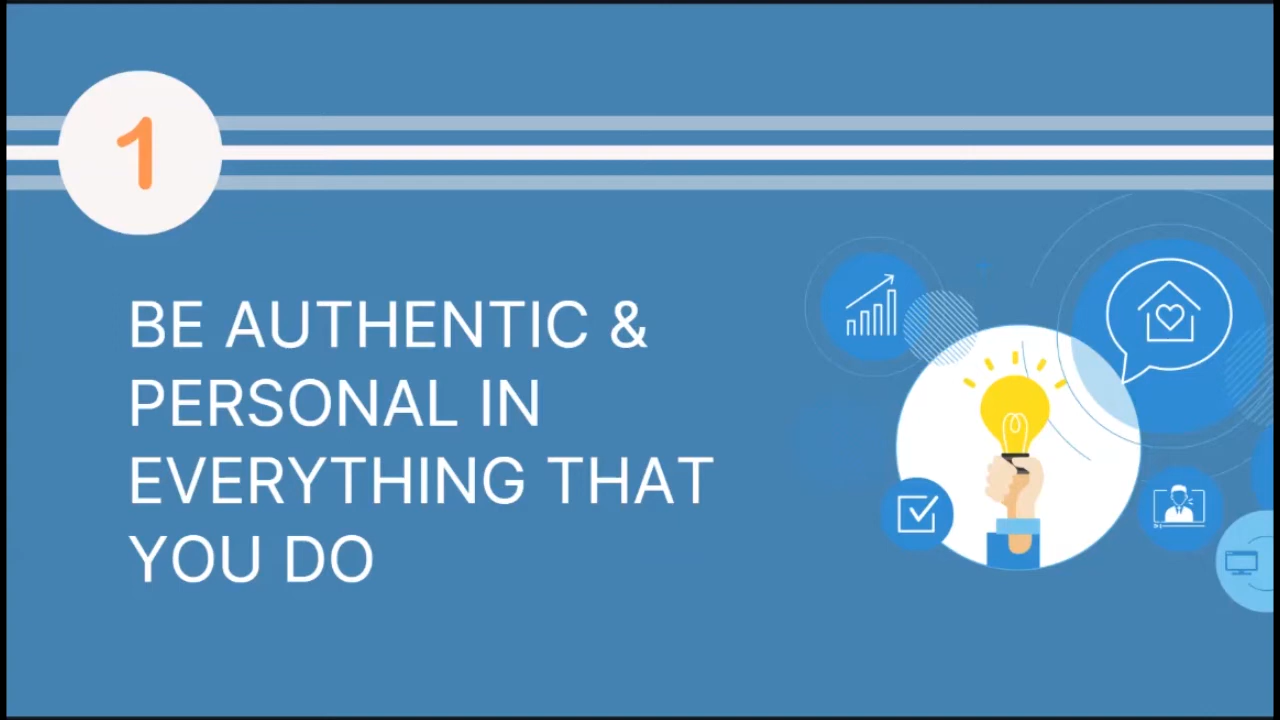 1
BE AUTHENTIC &
PERSONAL IN
EVERYTHING THAT
YOU DO